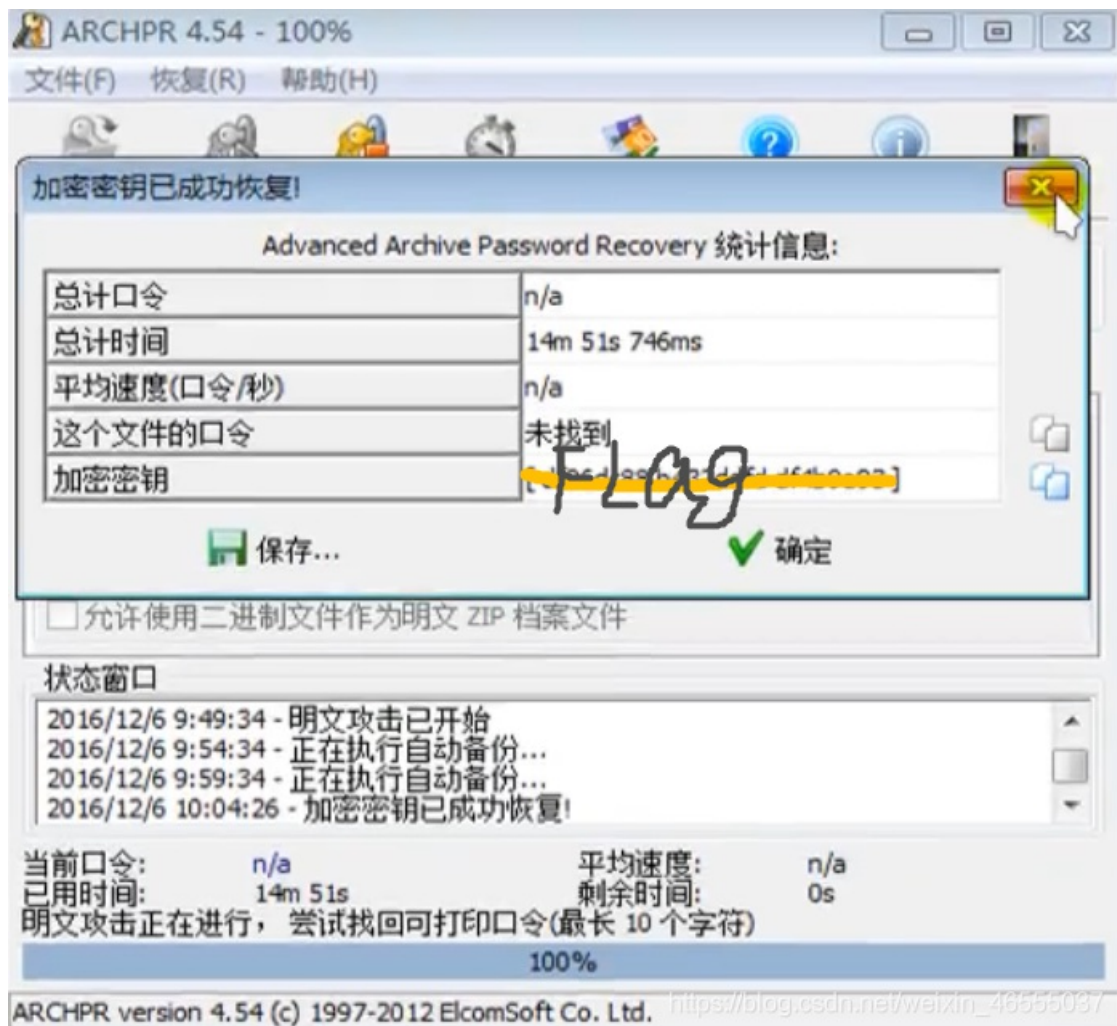 ARCHPR 4.54 - 100%
文件(F) 恢复(R) 帮助(H)
加密密钥已成功恢复!
Advanced Archive Password Recovery 统计信息:
总计口令 n/a
总计时间 14m 51s 746ms
平均速度(口令/秒) n/a
这个文件的口令 未找到
加密密钥 [ ]
FLag
保存... 确定
允许使用二进制文件作为明文 ZIP 档案文件
状态窗口
2016/12/6 9:49:34 - 明文攻击已开始
2016/12/6 9:54:34 - 正在执行自动备份...
2016/12/6 9:59:34 - 正在执行自动备份...
2016/12/6 10:04:26 - 加密密钥已成功恢复!
当前口令: n/a 平均速度: n/a
已用时间: 14m 51s 剩余时间: 0s
明文攻击正在进行，尝试找回可打印口令(最长 10 个字符)
100%
ARCHPR version 4.54 (c) 1997-2012 ElcomSoft Co. Ltd.
https://blog.csdn.net/weixin_46555037